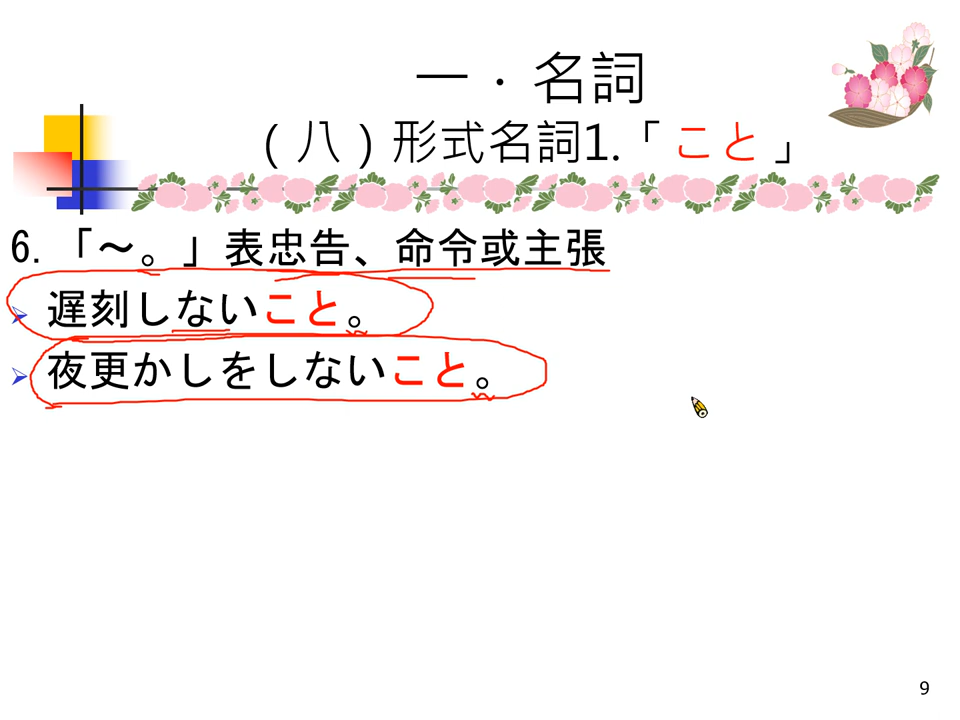 一．名詞
（八）形式名詞1.「こと」
6.「～。」表忠告、命令或主張
遅刻しないこと。
夜更かしをしないこと。
9